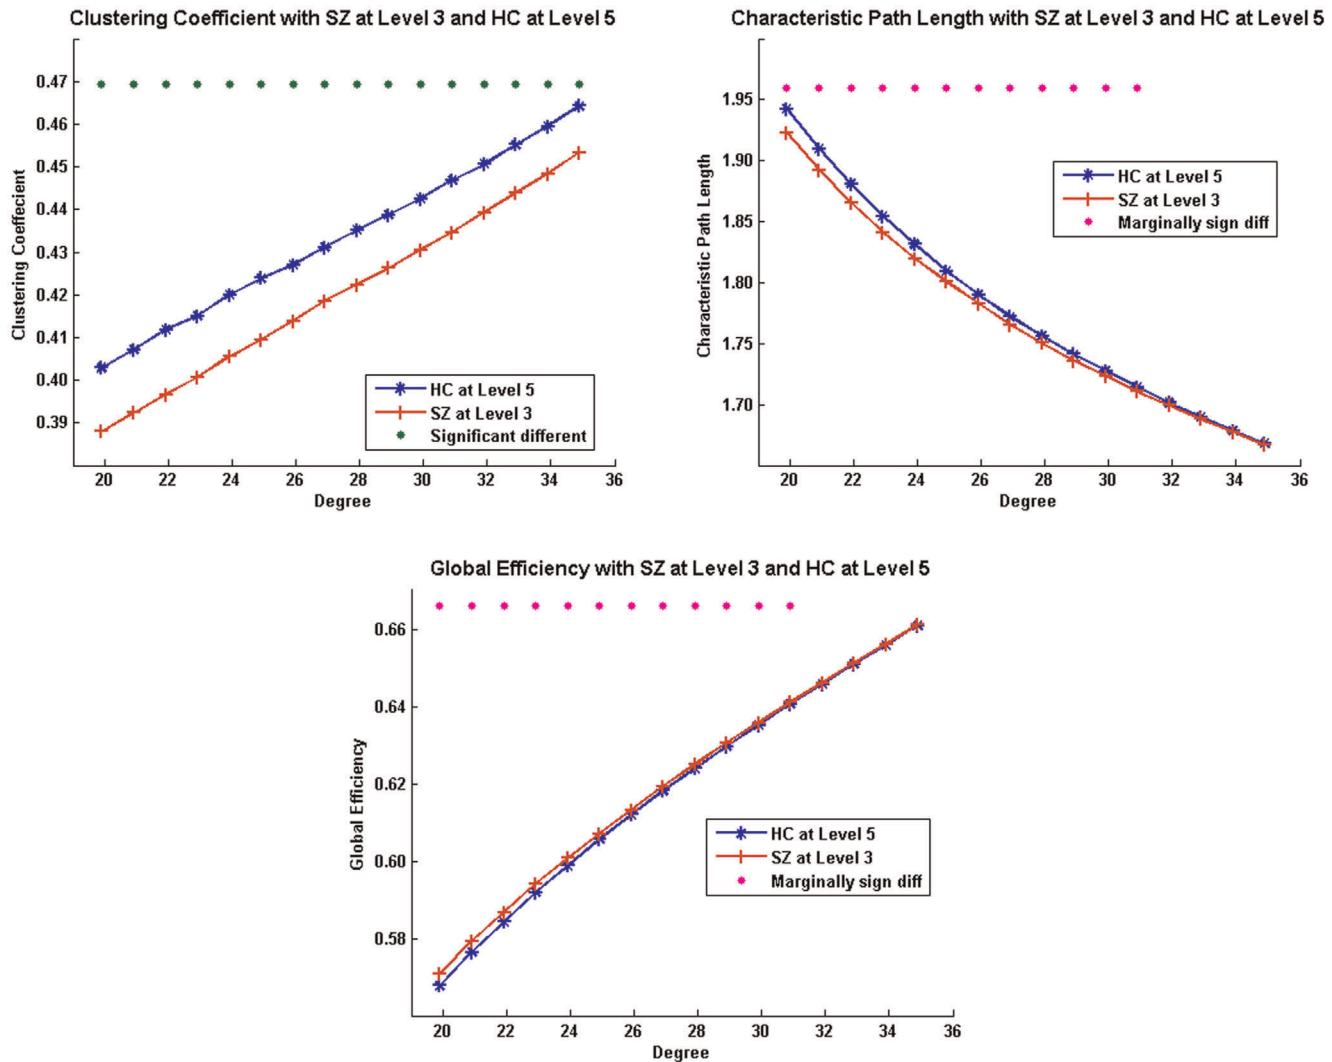 Clustering Coefficient with SZ at Level 3 and HC at Level 5
0.47
0.46
0.45
0.44
0.43
0.42
0.41
0.40
0.39
Clustering Coeffecient
HC at Level 5
SZ at Level 3
Significant different
20 22 24 26 28 30 32 34 36
Degree
Characteristic Path Length with SZ at Level 3 and HC at Level 5
1.95
1.90
1.85
1.80
1.75
1.70
Characteristic Path Length
HC at Level 5
SZ at Level 3
Marginally sign diff
20 22 24 26 28 30 32 34 36
Degree
Global Efficiency with SZ at Level 3 and HC at Level 5
0.66
0.64
0.62
0.60
0.58
Global Efficiency
HC at Level 5
SZ at Level 3
Marginally sign diff
20 22 24 26 28 30 32 34 36
Degree